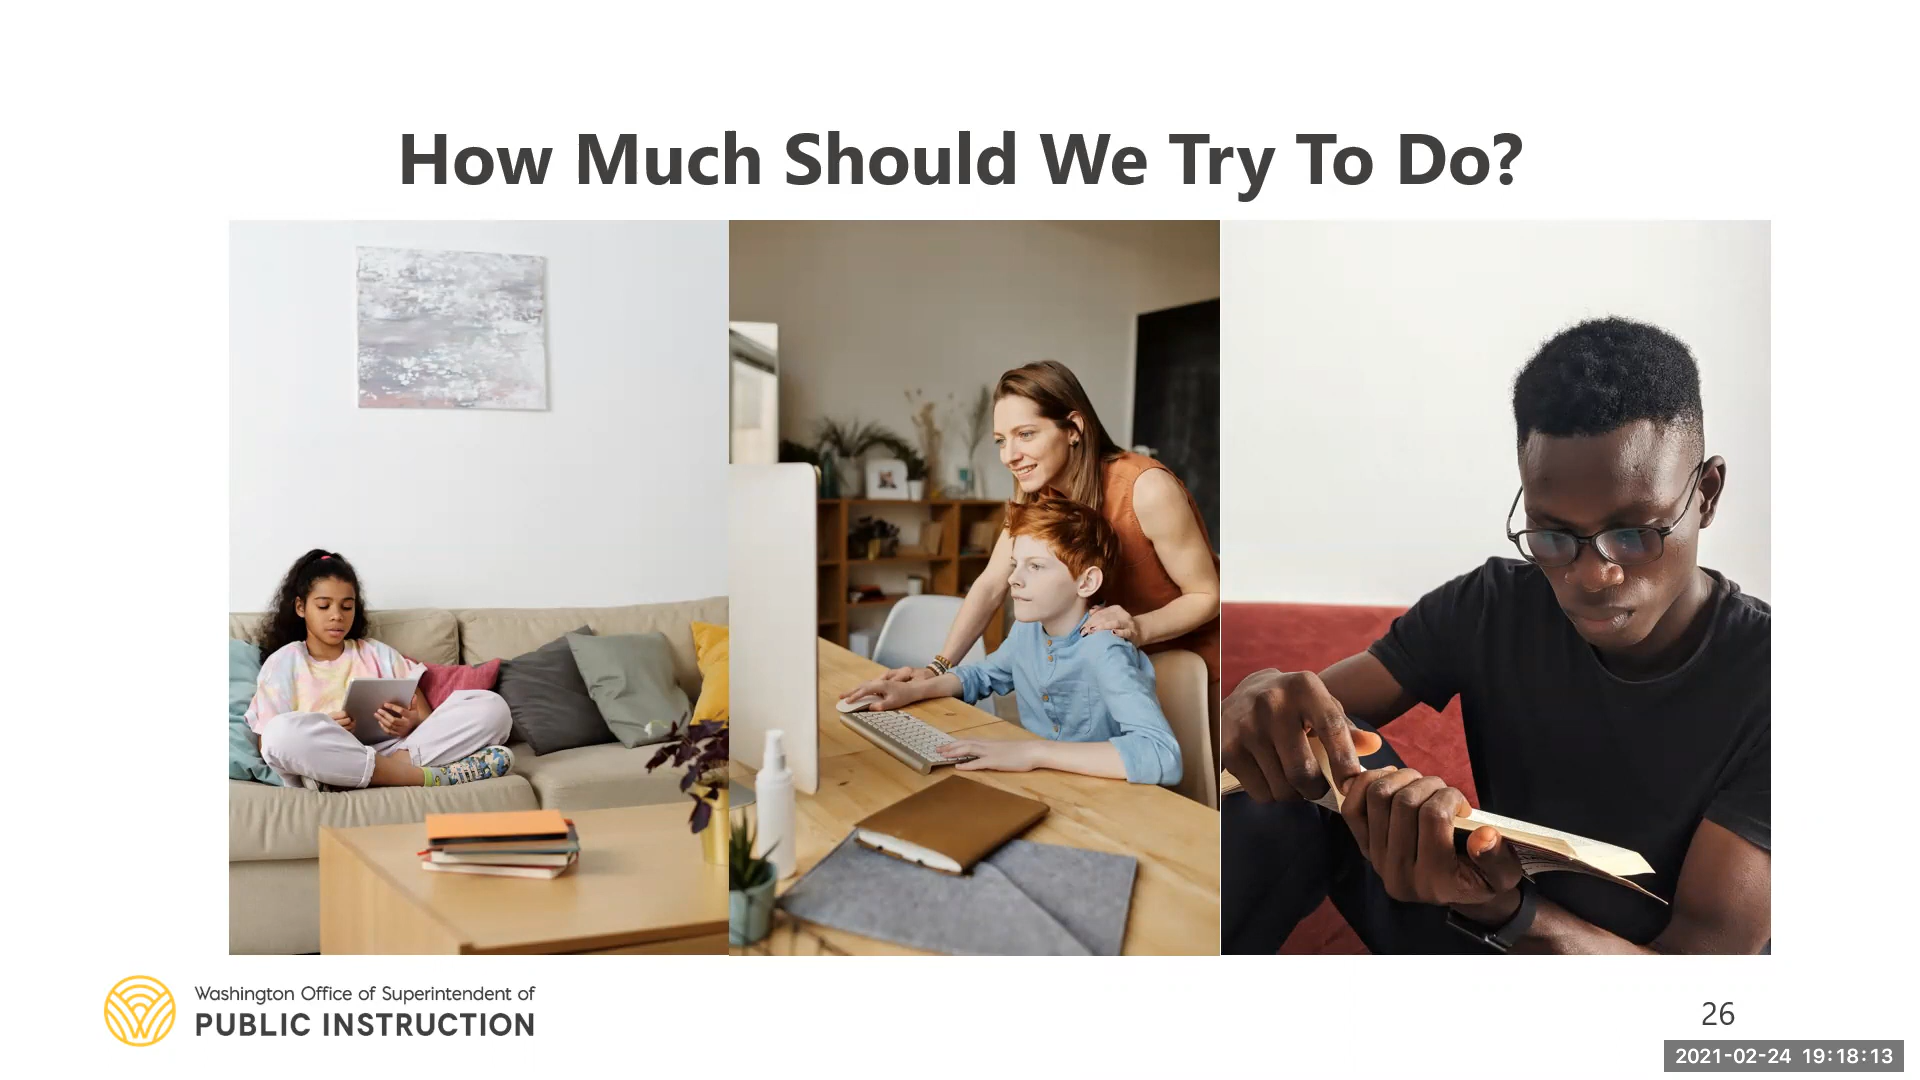 How Much Should We Try To Do?
Washington Office of Superintendent of
PUBLIC INSTRUCTION
26
2021-02-24 19:18:13